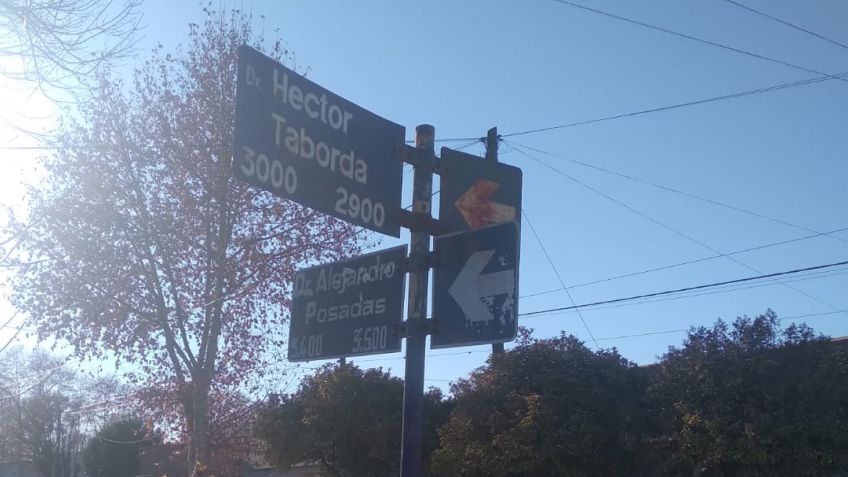 Dr. Hector
Taborda
3000 2900
Dr. Alejandro
Posadas
3400 3500